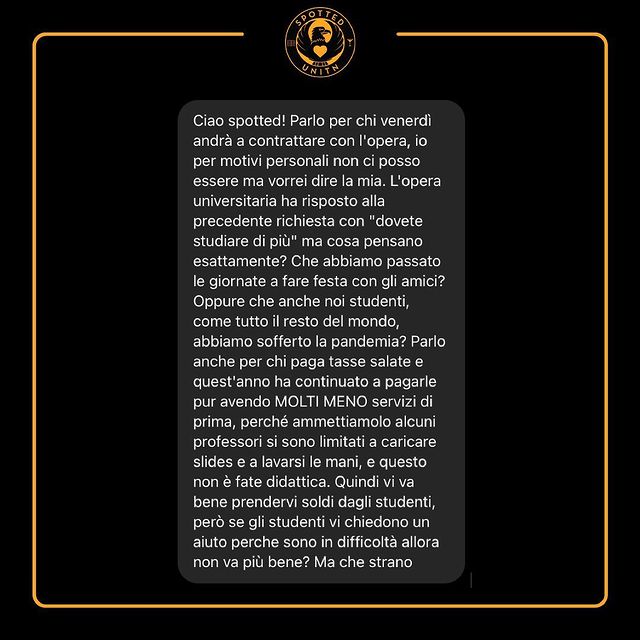 SPOTTED
UNITN
Ciao spotted! Parlo per chi venerdì
andrà a contrattare con l'opera, io
per motivi personali non ci posso
essere ma vorrei dire la mia. L'opera
universitaria ha risposto alla
precedente richiesta con "dovete
studiare di più" ma cosa pensano
esattamente? Che abbiamo passato
le giornate a fare festa con gli amici?
Oppure che anche noi studenti,
come tutto il resto del mondo,
abbiamo sofferto la pandemia? Parlo
anche per chi paga tasse salate e
quest'anno ha continuato a pagarle
pur avendo MOLTI MENO servizi di
prima, perché ammettiamolo alcuni
professori si sono limitati a caricare
slides e a lavarsi le mani, e questo
non è fate didattica. Quindi vi va
bene prendervi soldi dagli studenti,
però se gli studenti vi chiedono un
aiuto perche sono in difficoltà allora
non va più bene? Ma che strano